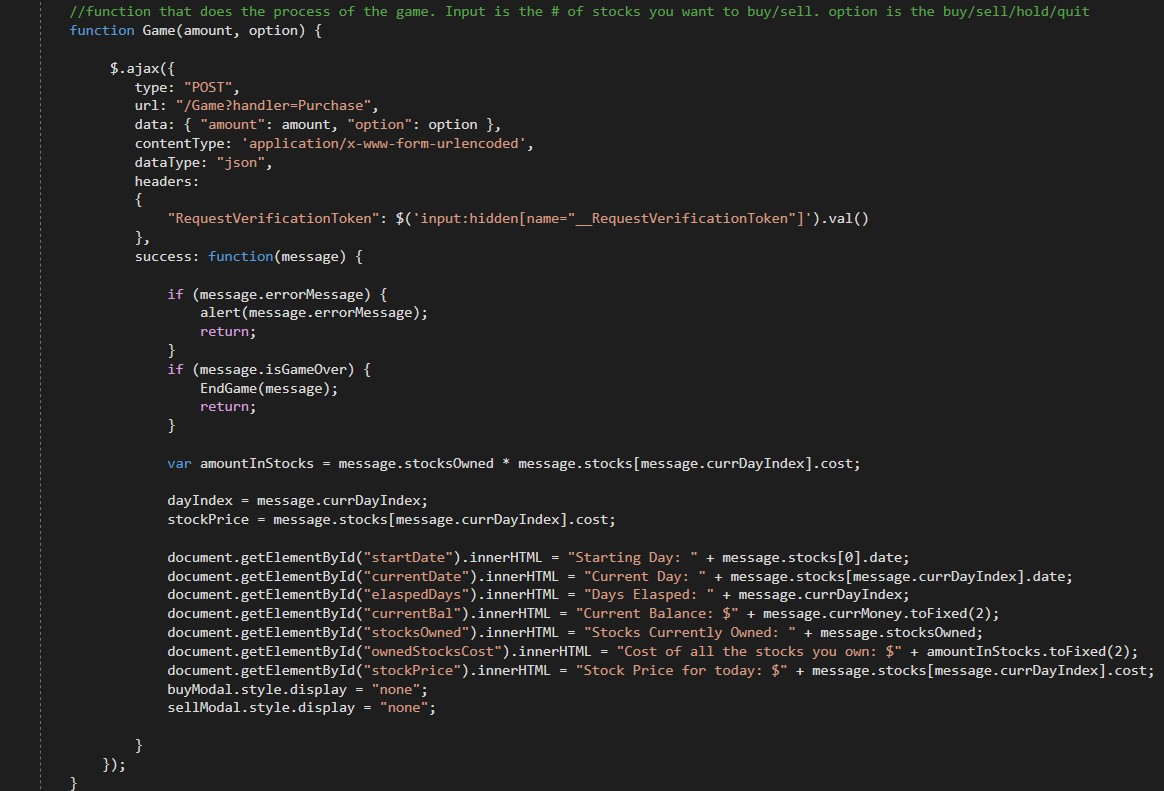 //function that does the process of the game. Input is the # of stocks you want to buy/sell. option is the buy/sell/hold/quit
function Game(amount, option) {
$.ajax({
type: "POST",
url: "/Game?handler=Purchase",
data: { "amount": amount, "option": option },
contentType: 'application/x-www-form-urlencoded',
dataType: "json",
headers:
{
"RequestVerificationToken": $('input:hidden[name="__RequestVerificationToken"]').val()
},
success: function(message) {
if (message.errorMessage) {
alert(message.errorMessage);
return;
}
if (message.isGameOver) {
EndGame(message);
return;
}
var amountInStocks = message.stocksOwned * message.stocks[message.currDayIndex].cost;
dayIndex = message.currDayIndex;
stockPrice = message.stocks[message.currDayIndex].cost;
document.getElementById("startDate").innerHTML = "Starting Day: " + message.stocks[0].date;
document.getElementById("currentDate").innerHTML = "Current Day: " + message.stocks[message.currDayIndex].date;
document.getElementById("elaspedDays").innerHTML = "Days Elasped: " + message.currDayIndex;
document.getElementById("currentBal").innerHTML = "Current Balance: $" + message.currMoney.toFixed(2);
document.getElementById("stocksOwned").innerHTML = "Stocks Currently Owned: " + message.stocksOwned;
document.getElementById("ownedStocksCost").innerHTML = "Cost of all the stocks you own: $" + amountInStocks.toFixed(2);
document.getElementById("stockPrice").innerHTML = "Stock Price for today: $" + message.stocks[message.currDayIndex].cost;
buyModal.style.display = "none";
sellModal.style.display = "none";
}
});
}